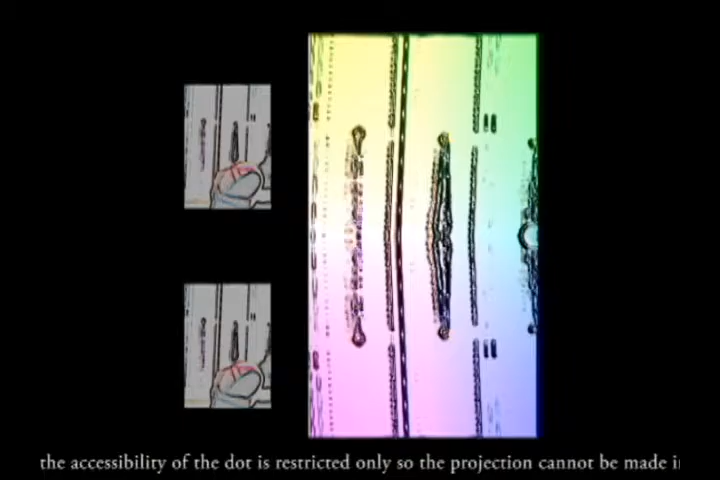 the accessibility of the dot is restricted only so the projection cannot be made